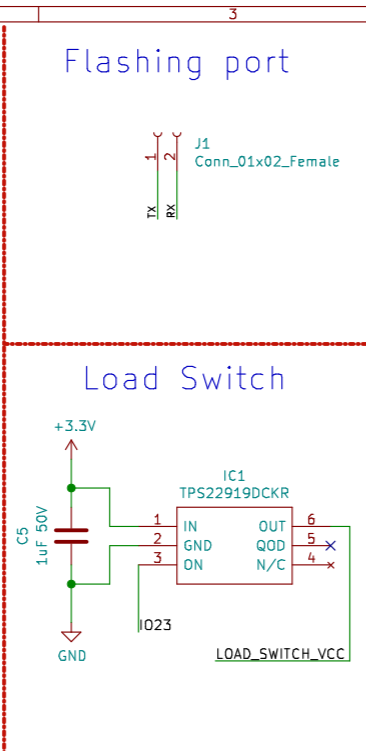 3
Flashing port
J1
Conn_01x02_Female
1
2
TX
RX
Load Switch
+3.3V
IC1
TPS22919DCKR
C5
1uF 50V
1 IN OUT 6
2 GND QOD 5
3 ON N/C 4
IO23
GND
LOAD_SWITCH_VCC